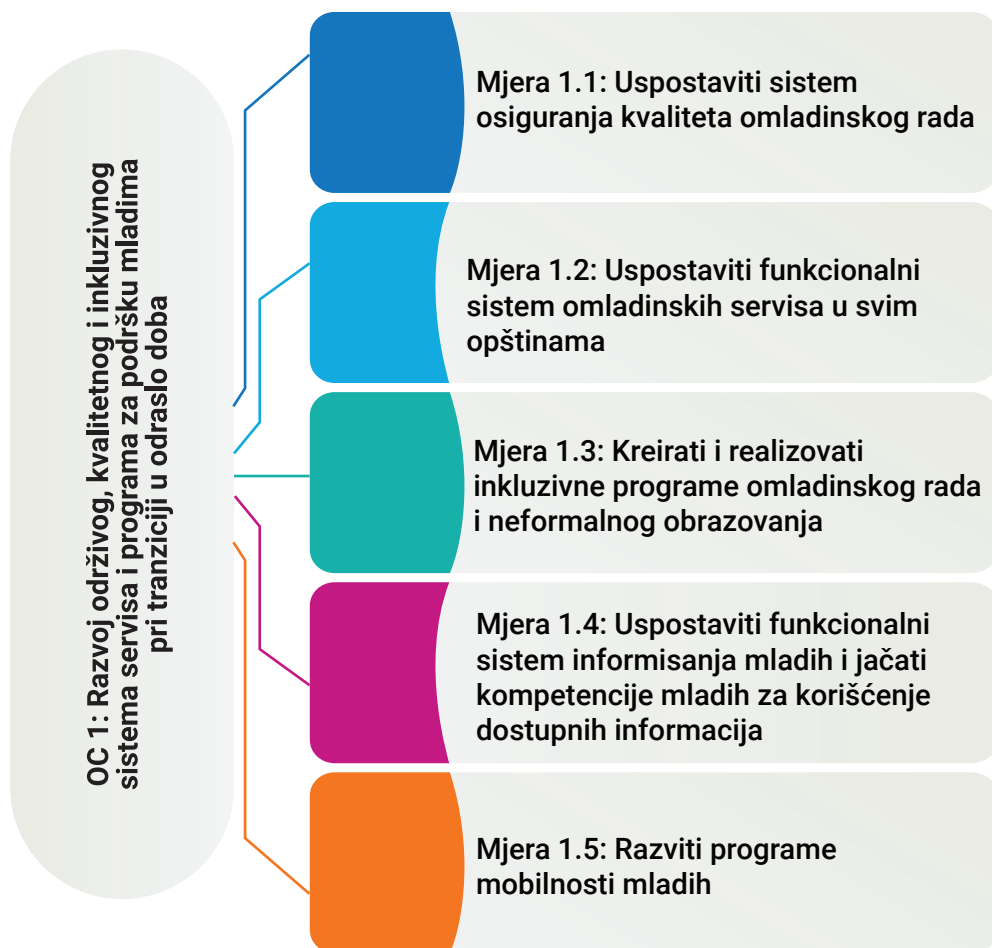 OC 1: Razvoj održivog, kvalitetnog i inkluzivnog
sistema servisa i programa za podršku mladima
pri tranziciji u odraslo doba
Mjera 1.1: Uspostaviti sistem
osiguranja kvaliteta omladinskog rada
Mjera 1.2: Uspostaviti funkcionalni
sistem omladinskih servisa u svim
opštinama
Mjera 1.3: Kreirati i realizovati
inkluzivne programe omladinskog rada
i neformalnog obrazovanja
Mjera 1.4: Uspostaviti funkcionalni
sistem informisanja mladih i jačati
kompetencije mladih za korišćenje
dostupnih informacija
Mjera 1.5: Razviti programe
mobilnosti mladih